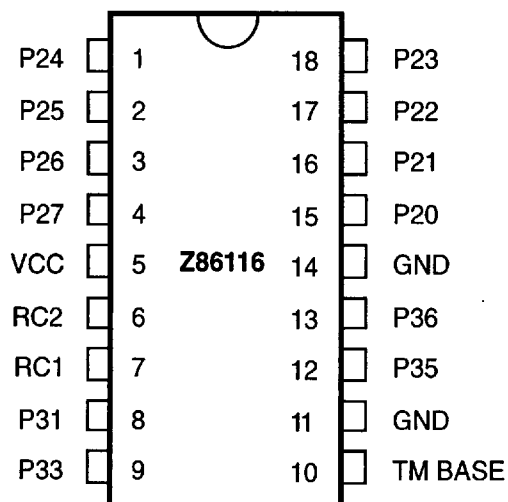 P24 1 18 P23
P25 2 17 P22
P26 3 16 P21
P27 4 15 P20
VCC 5 Z86116 14 GND
RC2 6 13 P36
RC1 7 12 P35
P31 8 11 GND
P33 9 10 TM BASE